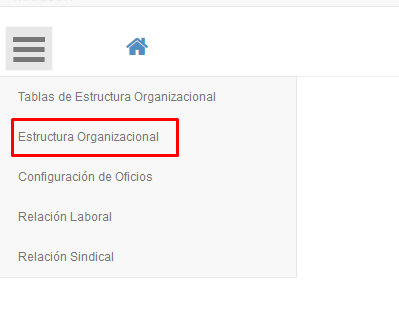 Tablas de Estructura Organizacional
Estructura Organizacional
Configuración de Oficios
Relación Laboral
Relación Sindical